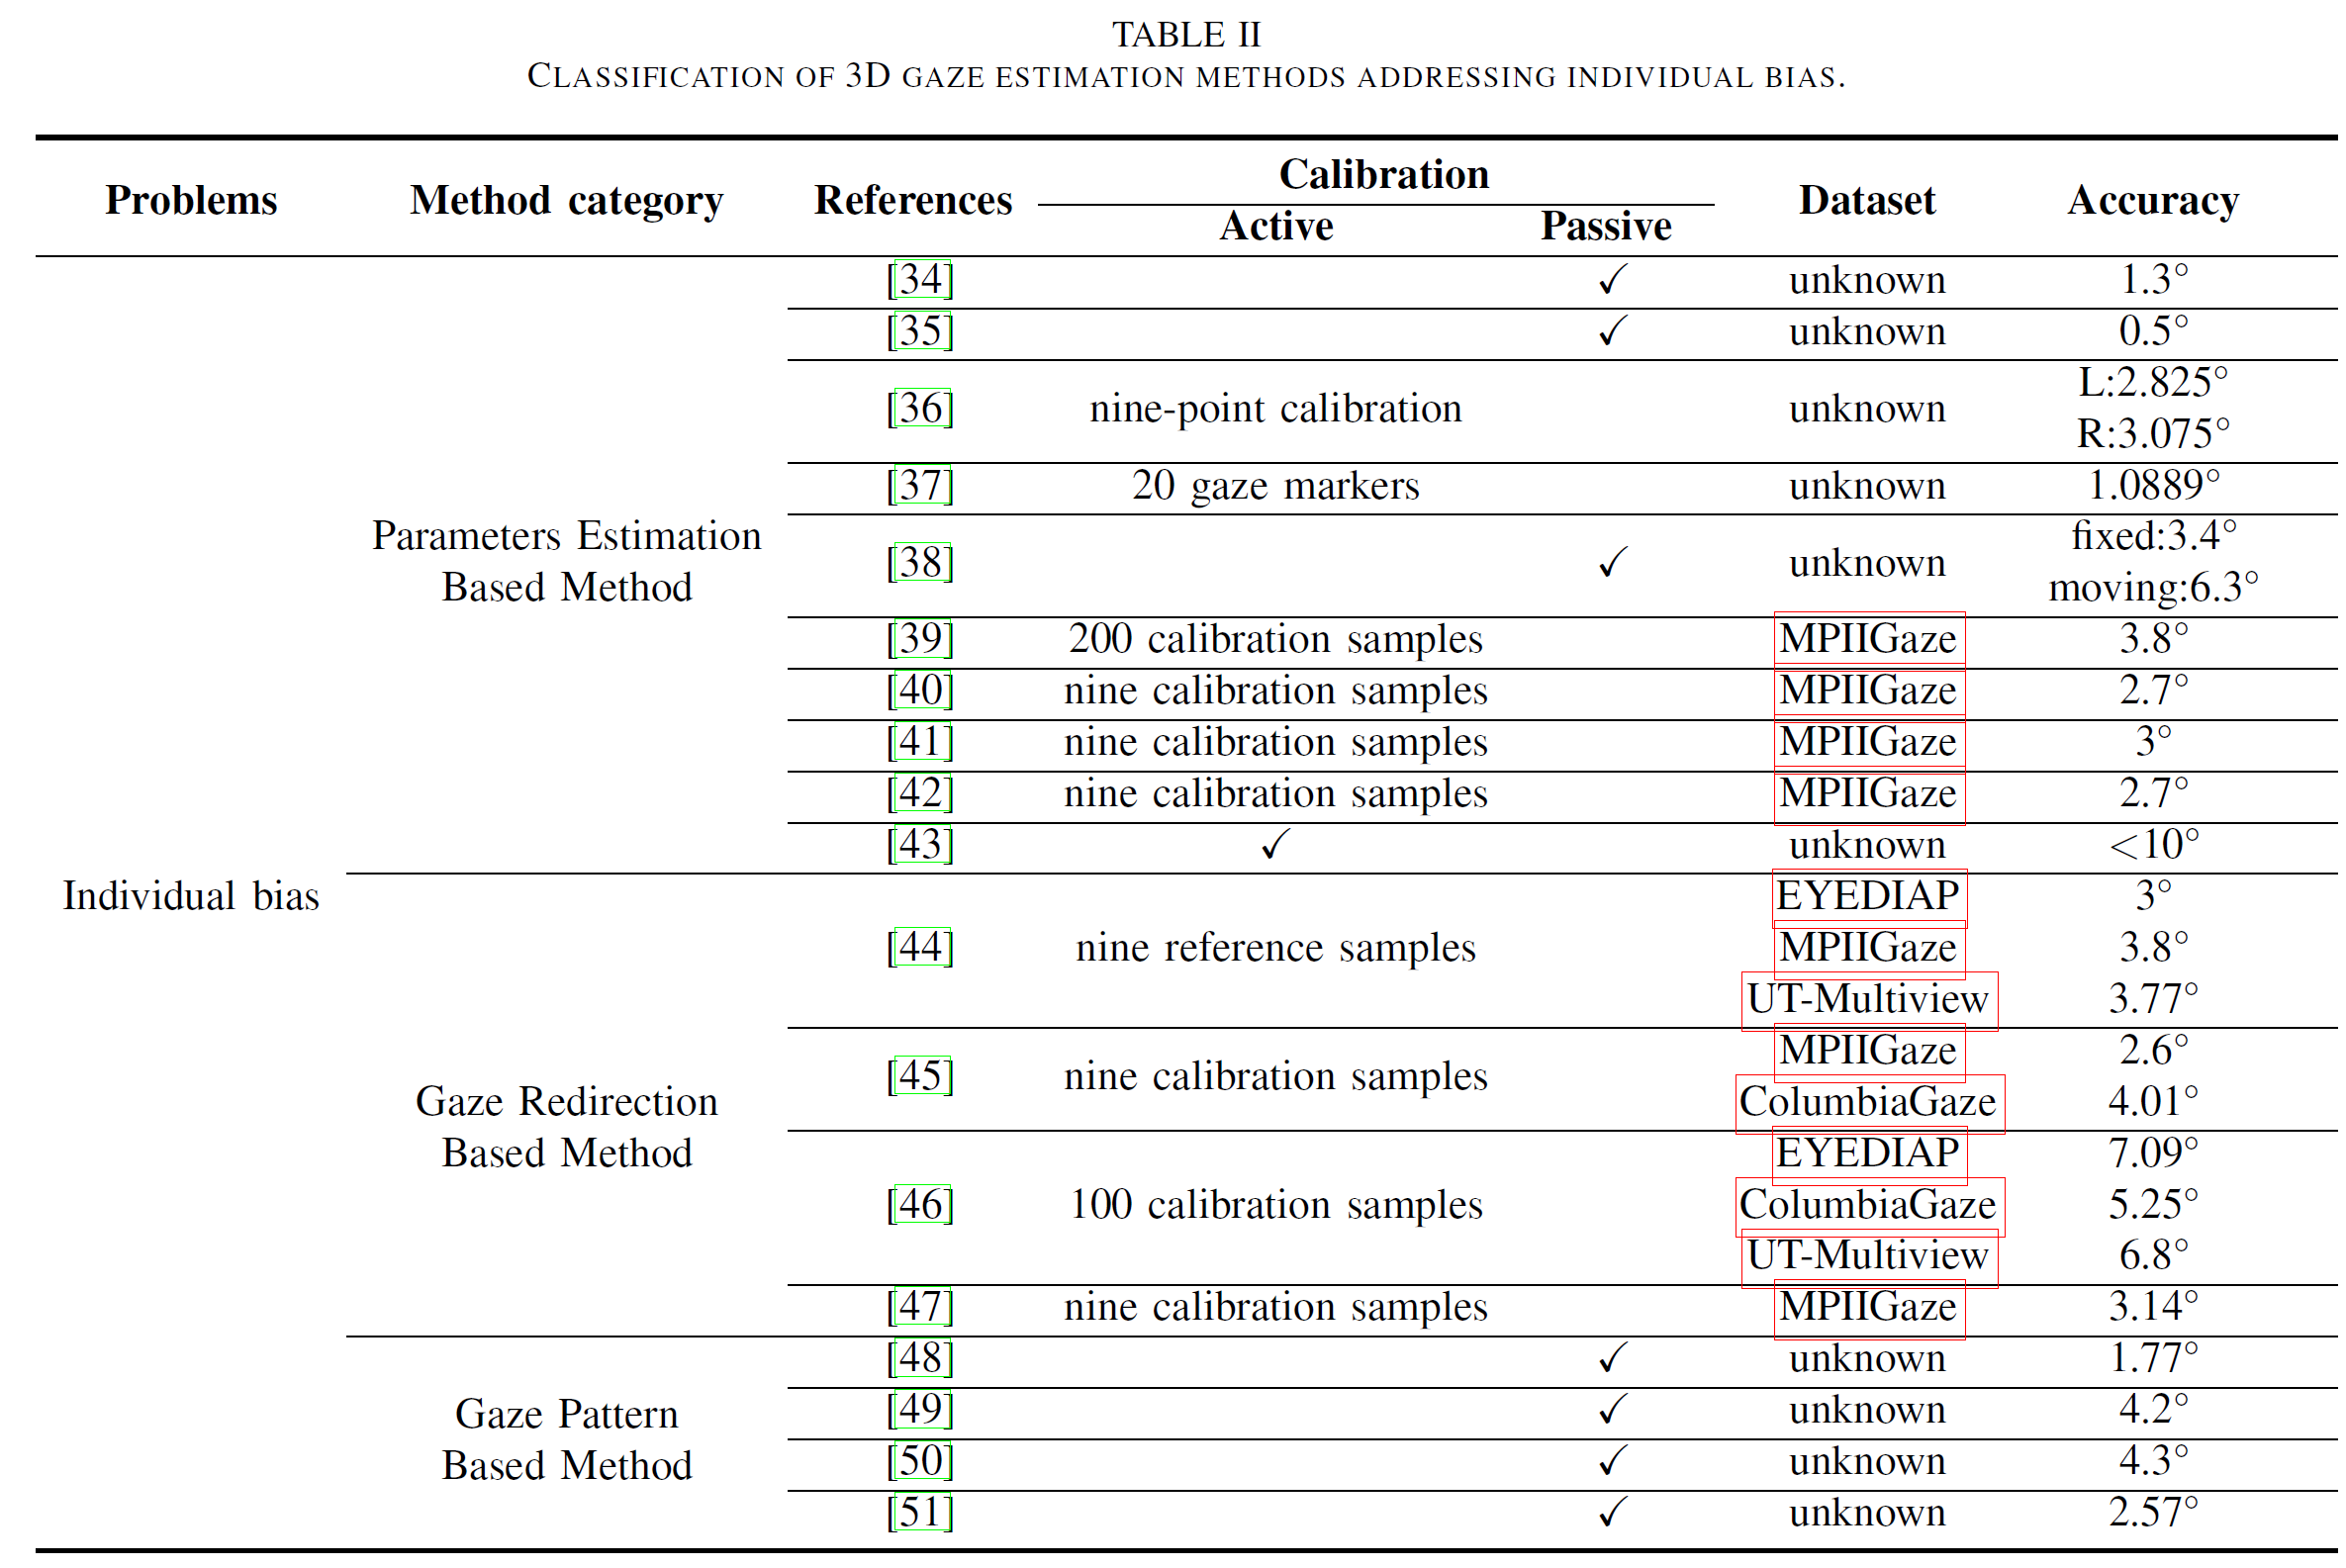 TABLE II
CLASSIFICATION OF 3D GAZE ESTIMATION METHODS ADDRESSING INDIVIDUAL BIAS.
Problems Method category References Calibration Dataset Accuracy
Active Passive
[34] ✓ unknown 1.3°
[35] ✓ unknown 0.5°
[36] nine-point calibration unknown L:2.825°
R:3.075°
[37] 20 gaze markers unknown 1.0889°
Parameters Estimation
Based Method
[38] ✓ unknown fixed:3.4°
moving:6.3°
[39] 200 calibration samples MPIIGaze 3.8°
[40] nine calibration samples MPIIGaze 2.7°
[41] nine calibration samples MPIIGaze 3°
[42] nine calibration samples MPIIGaze 2.7°
[43] ✓ unknown <10°
Individual bias
[44] nine reference samples EYEDIAP 3°
MPIIGaze 3.8°
UT-Multiview 3.77°
Gaze Redirection
Based Method
[45] nine calibration samples MPIIGaze 2.6°
ColumbiaGaze 4.01°
[46] 100 calibration samples EYEDIAP 7.09°
ColumbiaGaze 5.25°
UT-Multiview 6.8°
[47] nine calibration samples MPIIGaze 3.14°
Gaze Pattern
Based Method
[48] ✓ unknown 1.77°
[49] ✓ unknown 4.2°
[50] ✓ unknown 4.3°
[51] ✓ unknown 2.57°